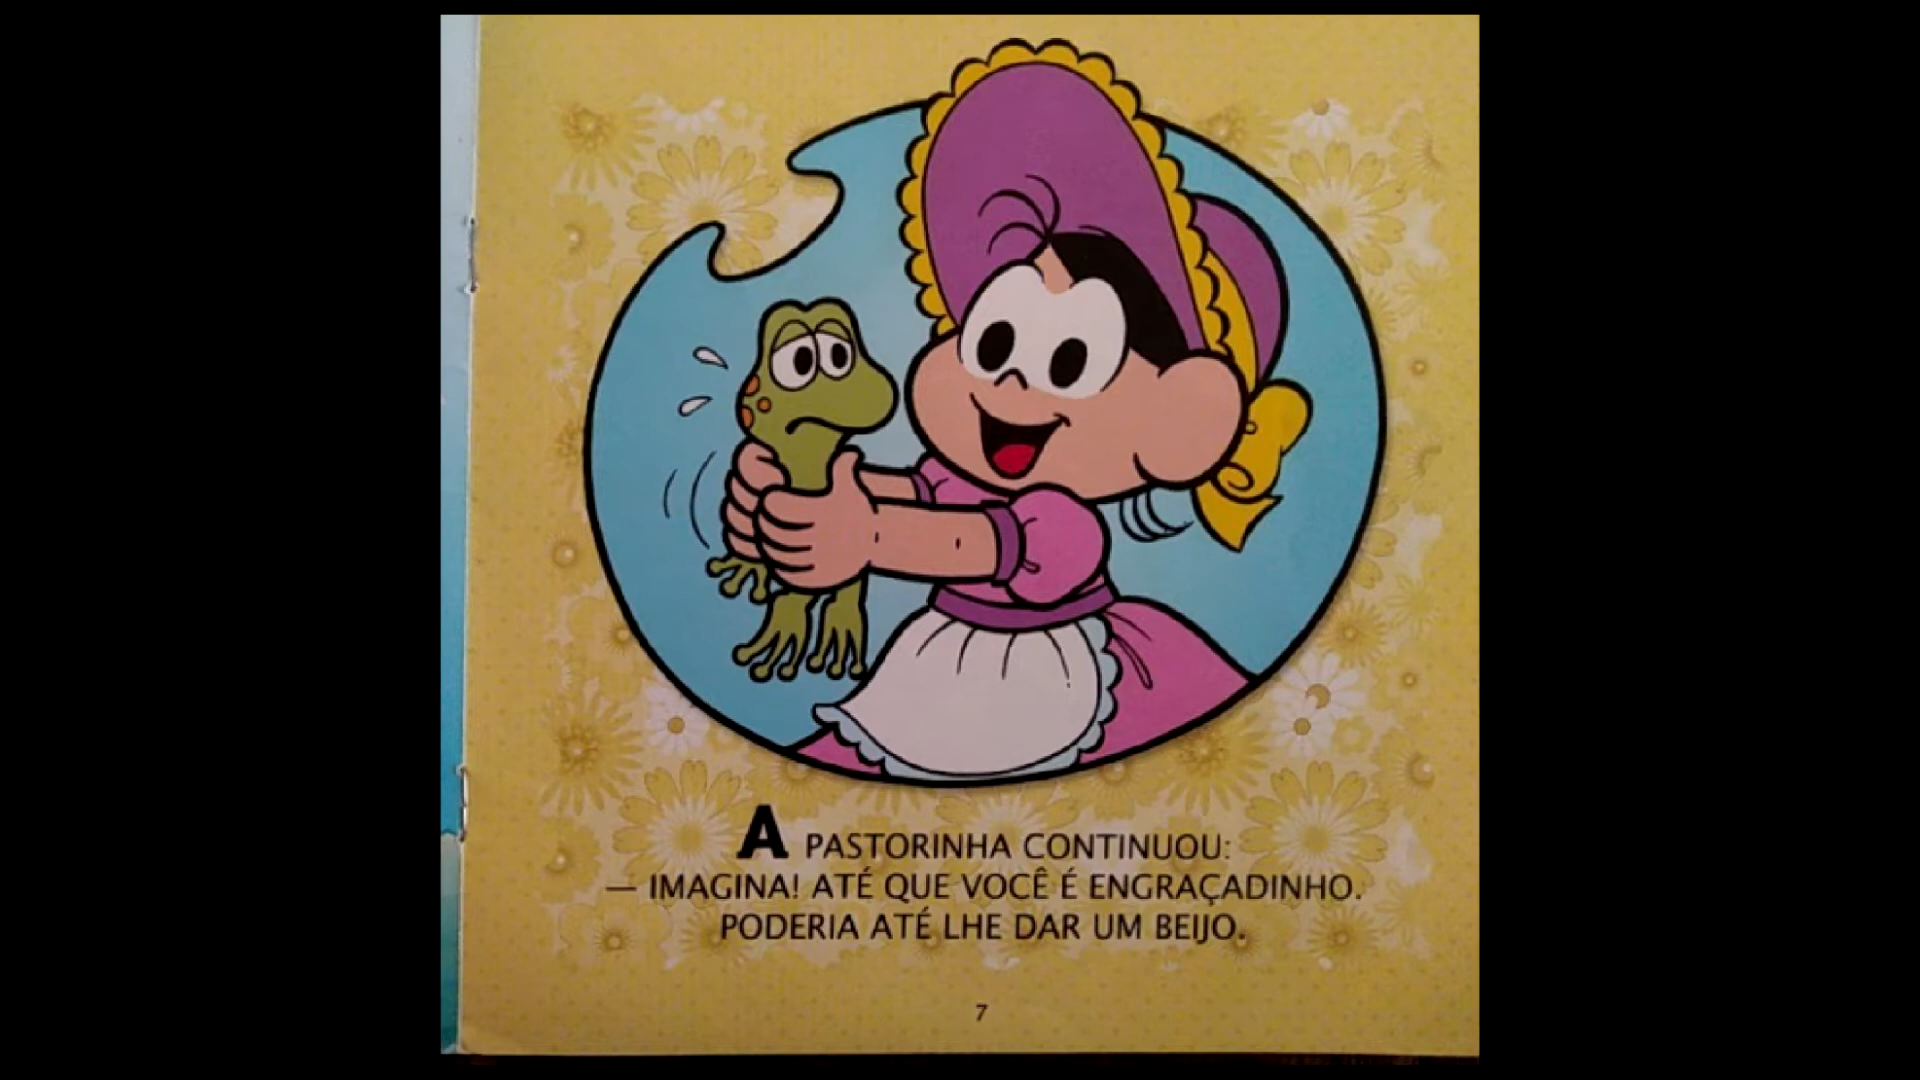 A PASTORINHA CONTINUOU:
— IMAGINA! ATÉ QUE VOCÊ É ENGRAÇADINHO.
PODERIA ATÉ LHE DAR UM BEIJO.
7